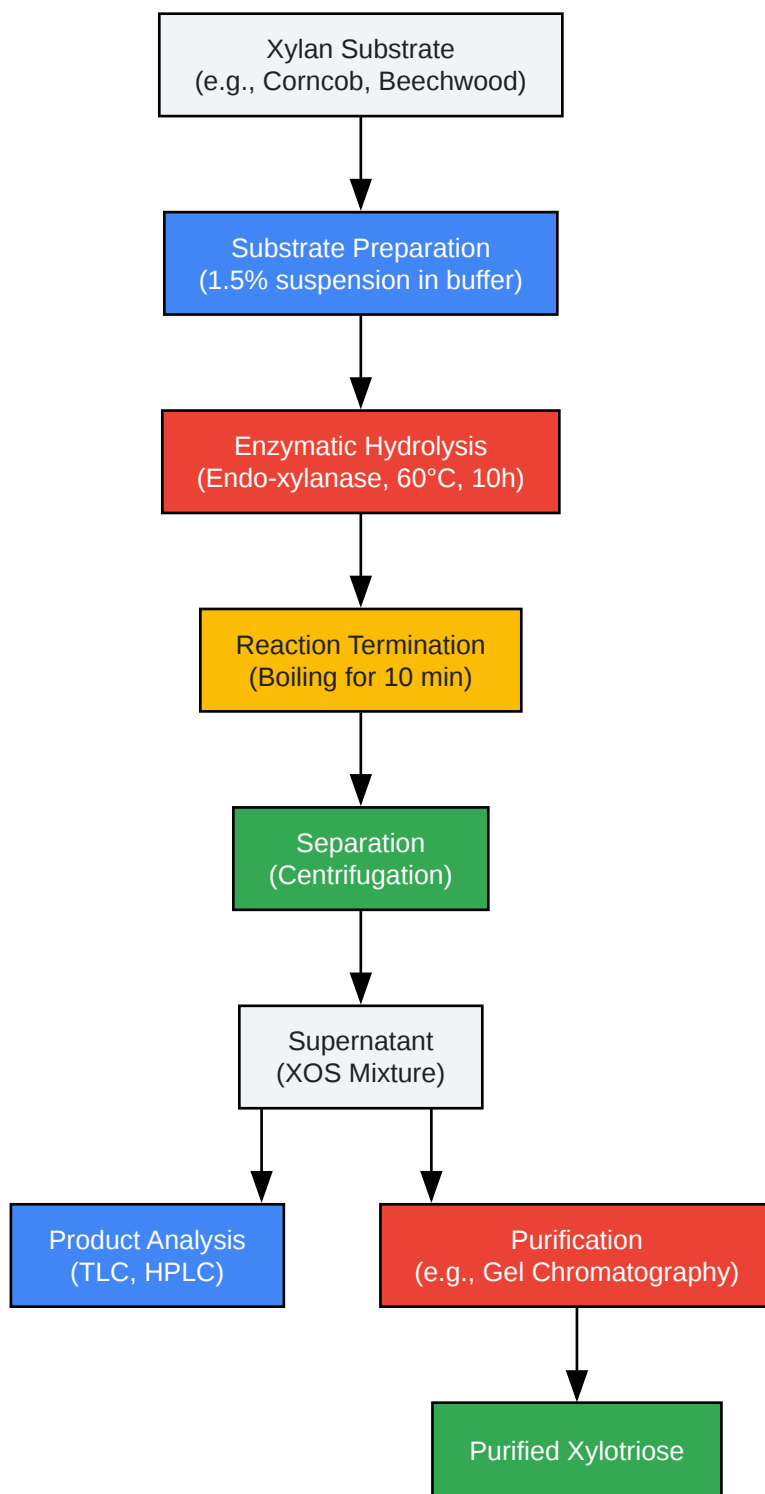 Xylan Substrate
(e.g., Corncob, Beechwood)
Substrate Preparation
(1.5% suspension in buffer)
Enzymatic Hydrolysis
(Endo-xylanase, 60°C, 10h)
Reaction Termination
(Boiling for 10 min)
Separation
(Centrifugation)
Supernatant
(XOS Mixture)
Product Analysis
(TLC, HPLC)
Purification
(e.g., Gel Chromatography)
Purified Xylotriose